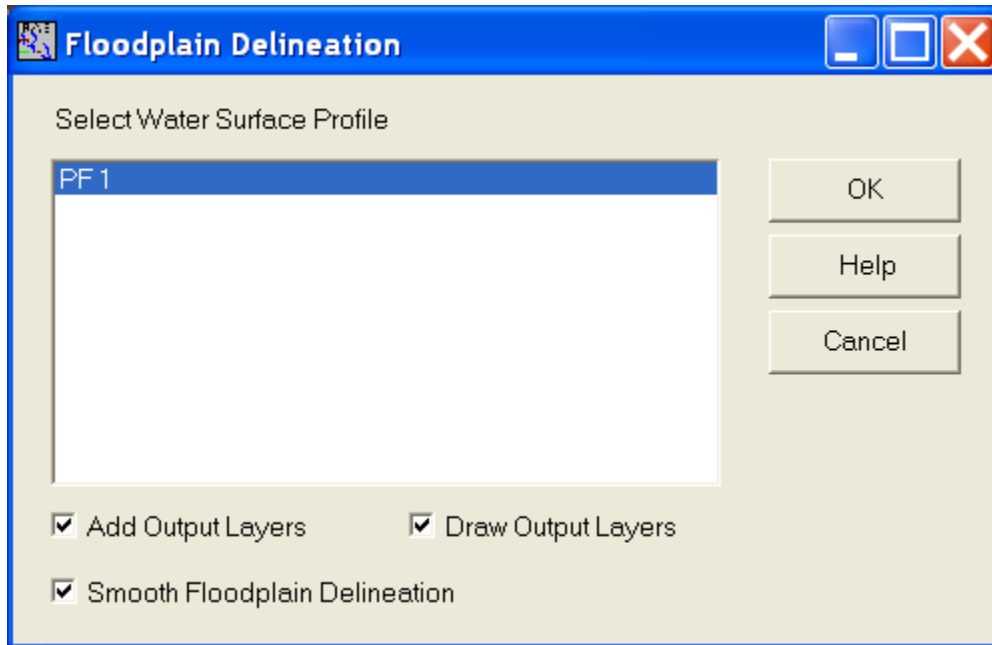 Floodplain Delineation
Select Water Surface Profile
PF 1
OK
Help
Cancel
Add Output Layers
Draw Output Layers
Smooth Floodplain Delineation